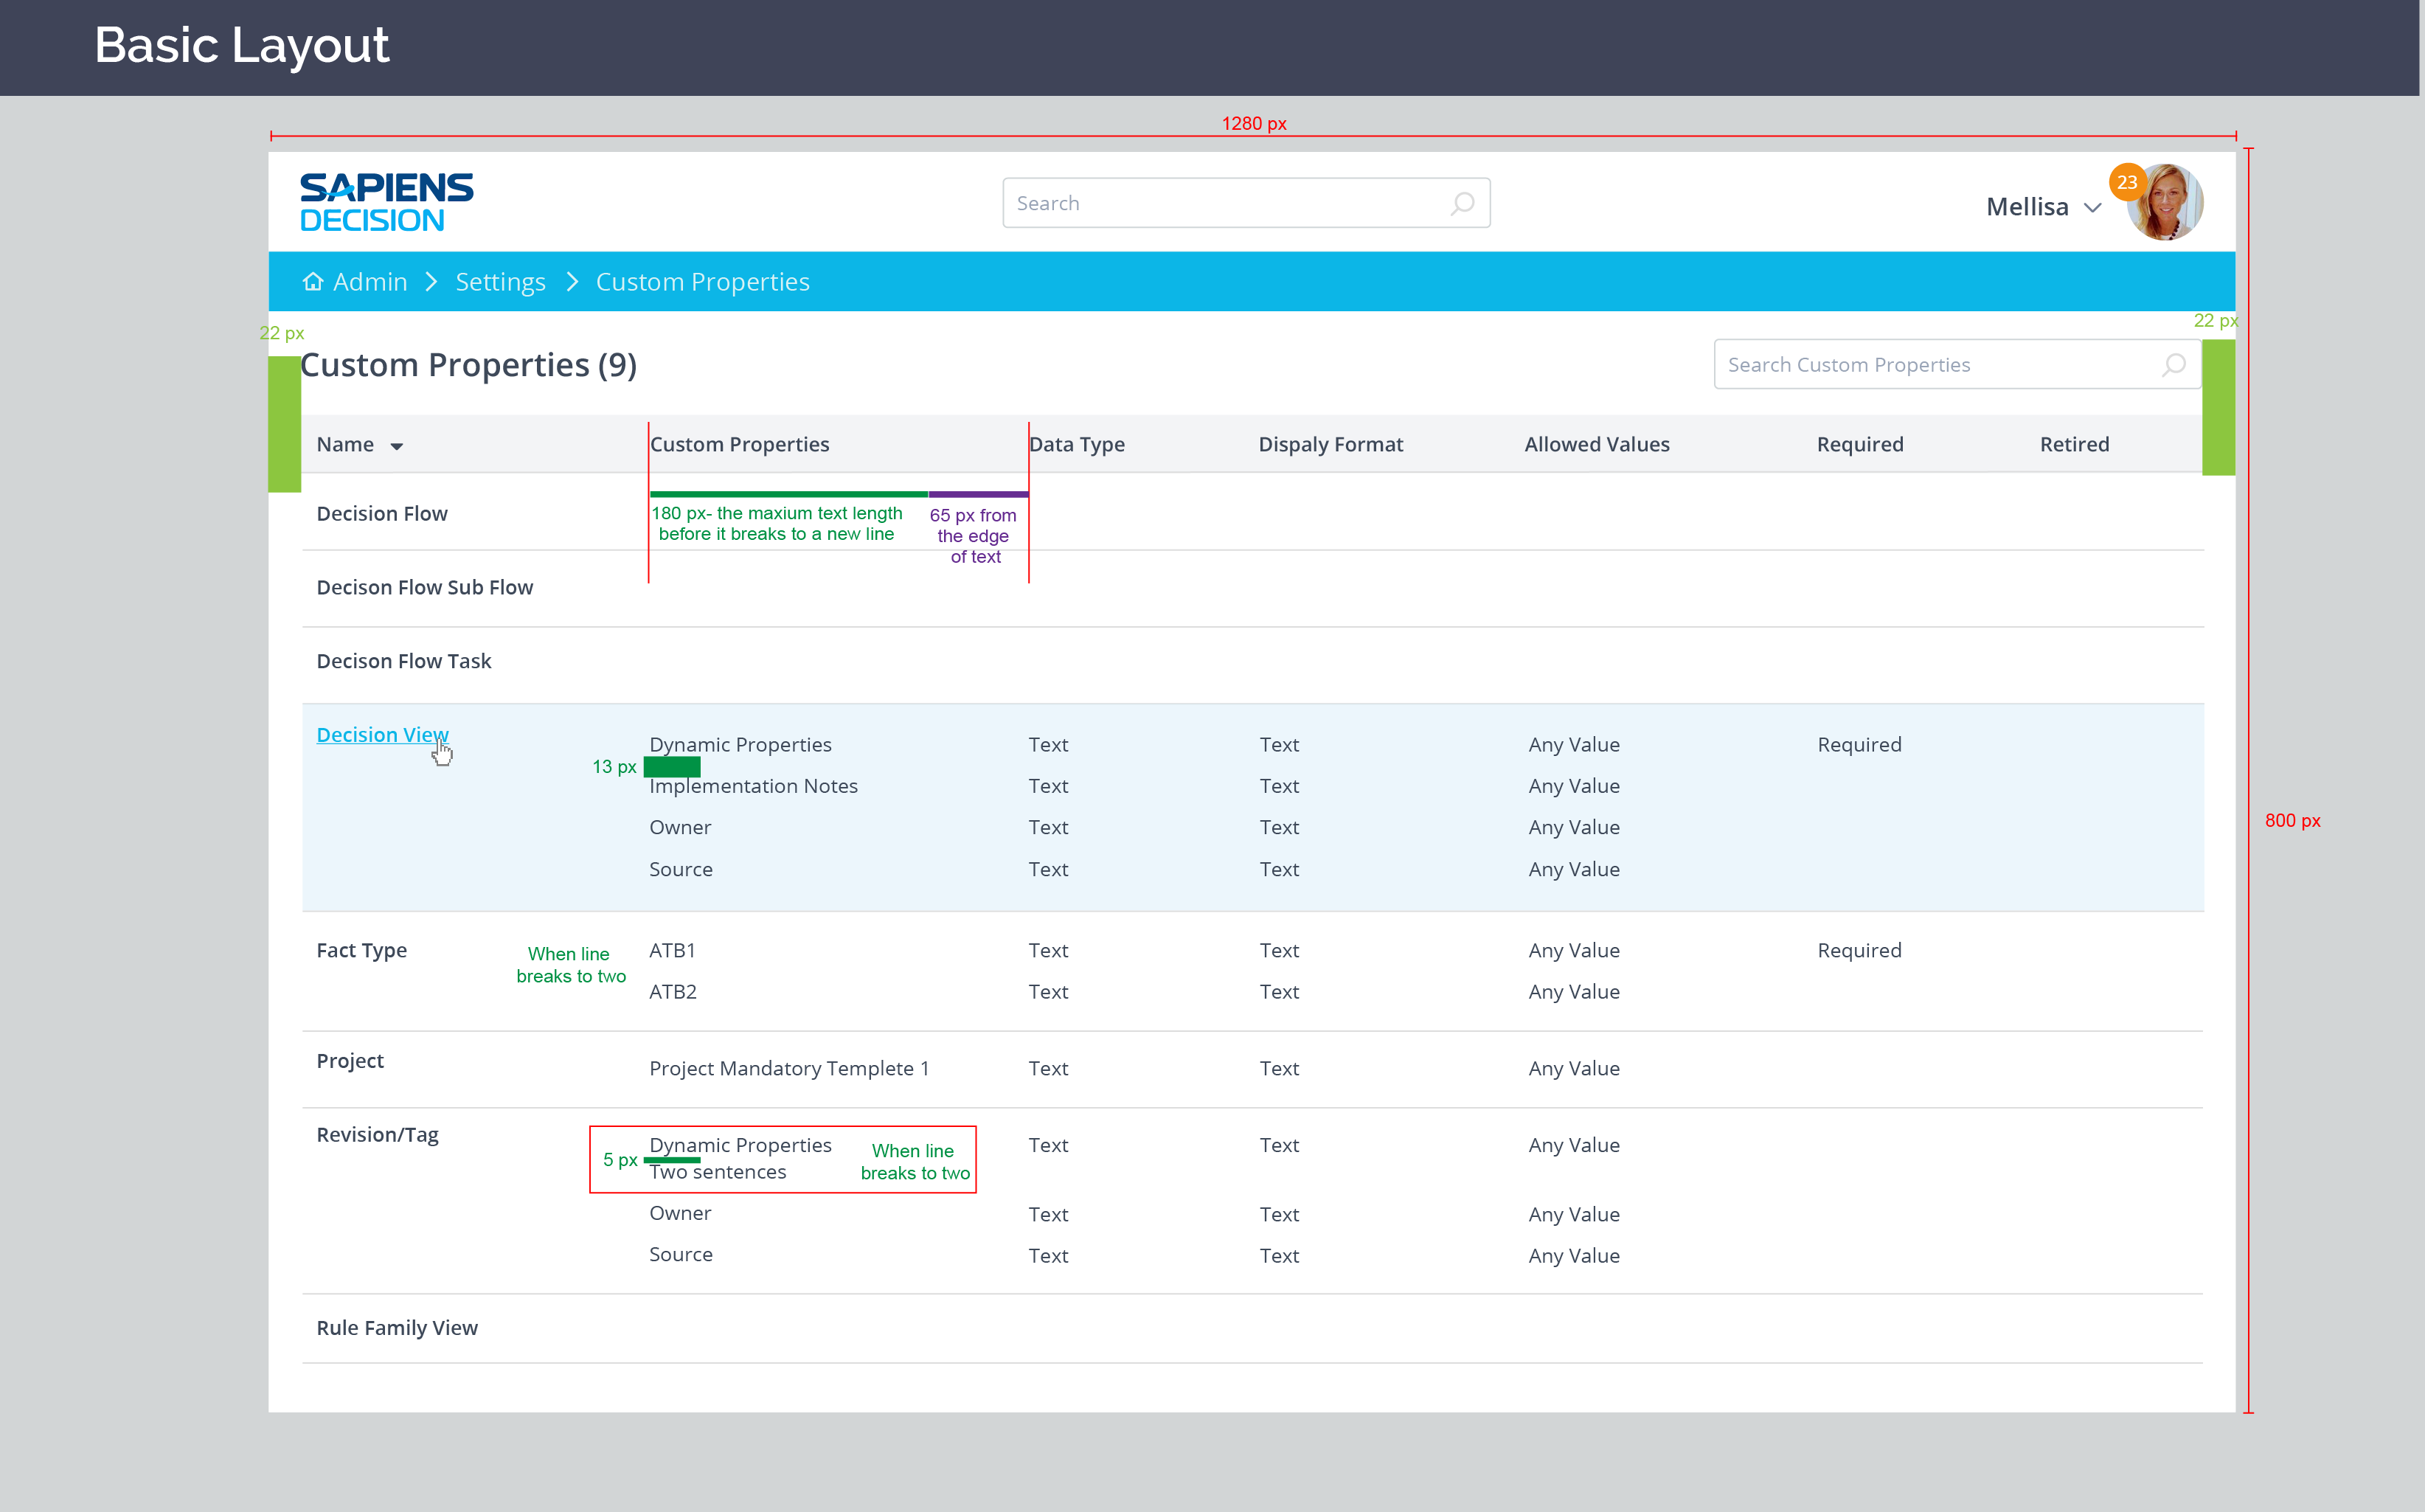 Basic Layout
1280 px
SAPIENS
DECISION
Search
Mellisa
23
Admin > Settings > Custom Properties
22 px
22 px
Custom Properties (9)
Search Custom Properties
Name Custom Properties Data Type Dispaly Format Allowed Values Required Retired
Decision Flow
180 px- the maxium text length
before it breaks to a new line
65 px from
the edge
of text
Decison Flow Sub Flow
Decison Flow Task
Decision View
Dynamic Properties Text Text Any Value Required
13 px
Implementation Notes Text Text Any Value
800 px
Owner Text Text Any Value
Source Text Text Any Value
Fact Type
When line
breaks to two
ATB1 Text Text Any Value Required
ATB2 Text Text Any Value
Project
Project Mandatory Templete 1 Text Text Any Value
Revision/Tag
Dynamic Properties Text Text Any Value
5 px
Two sentences
When line
breaks to two
Owner Text Text Any Value
Source Text Text Any Value
Rule Family View